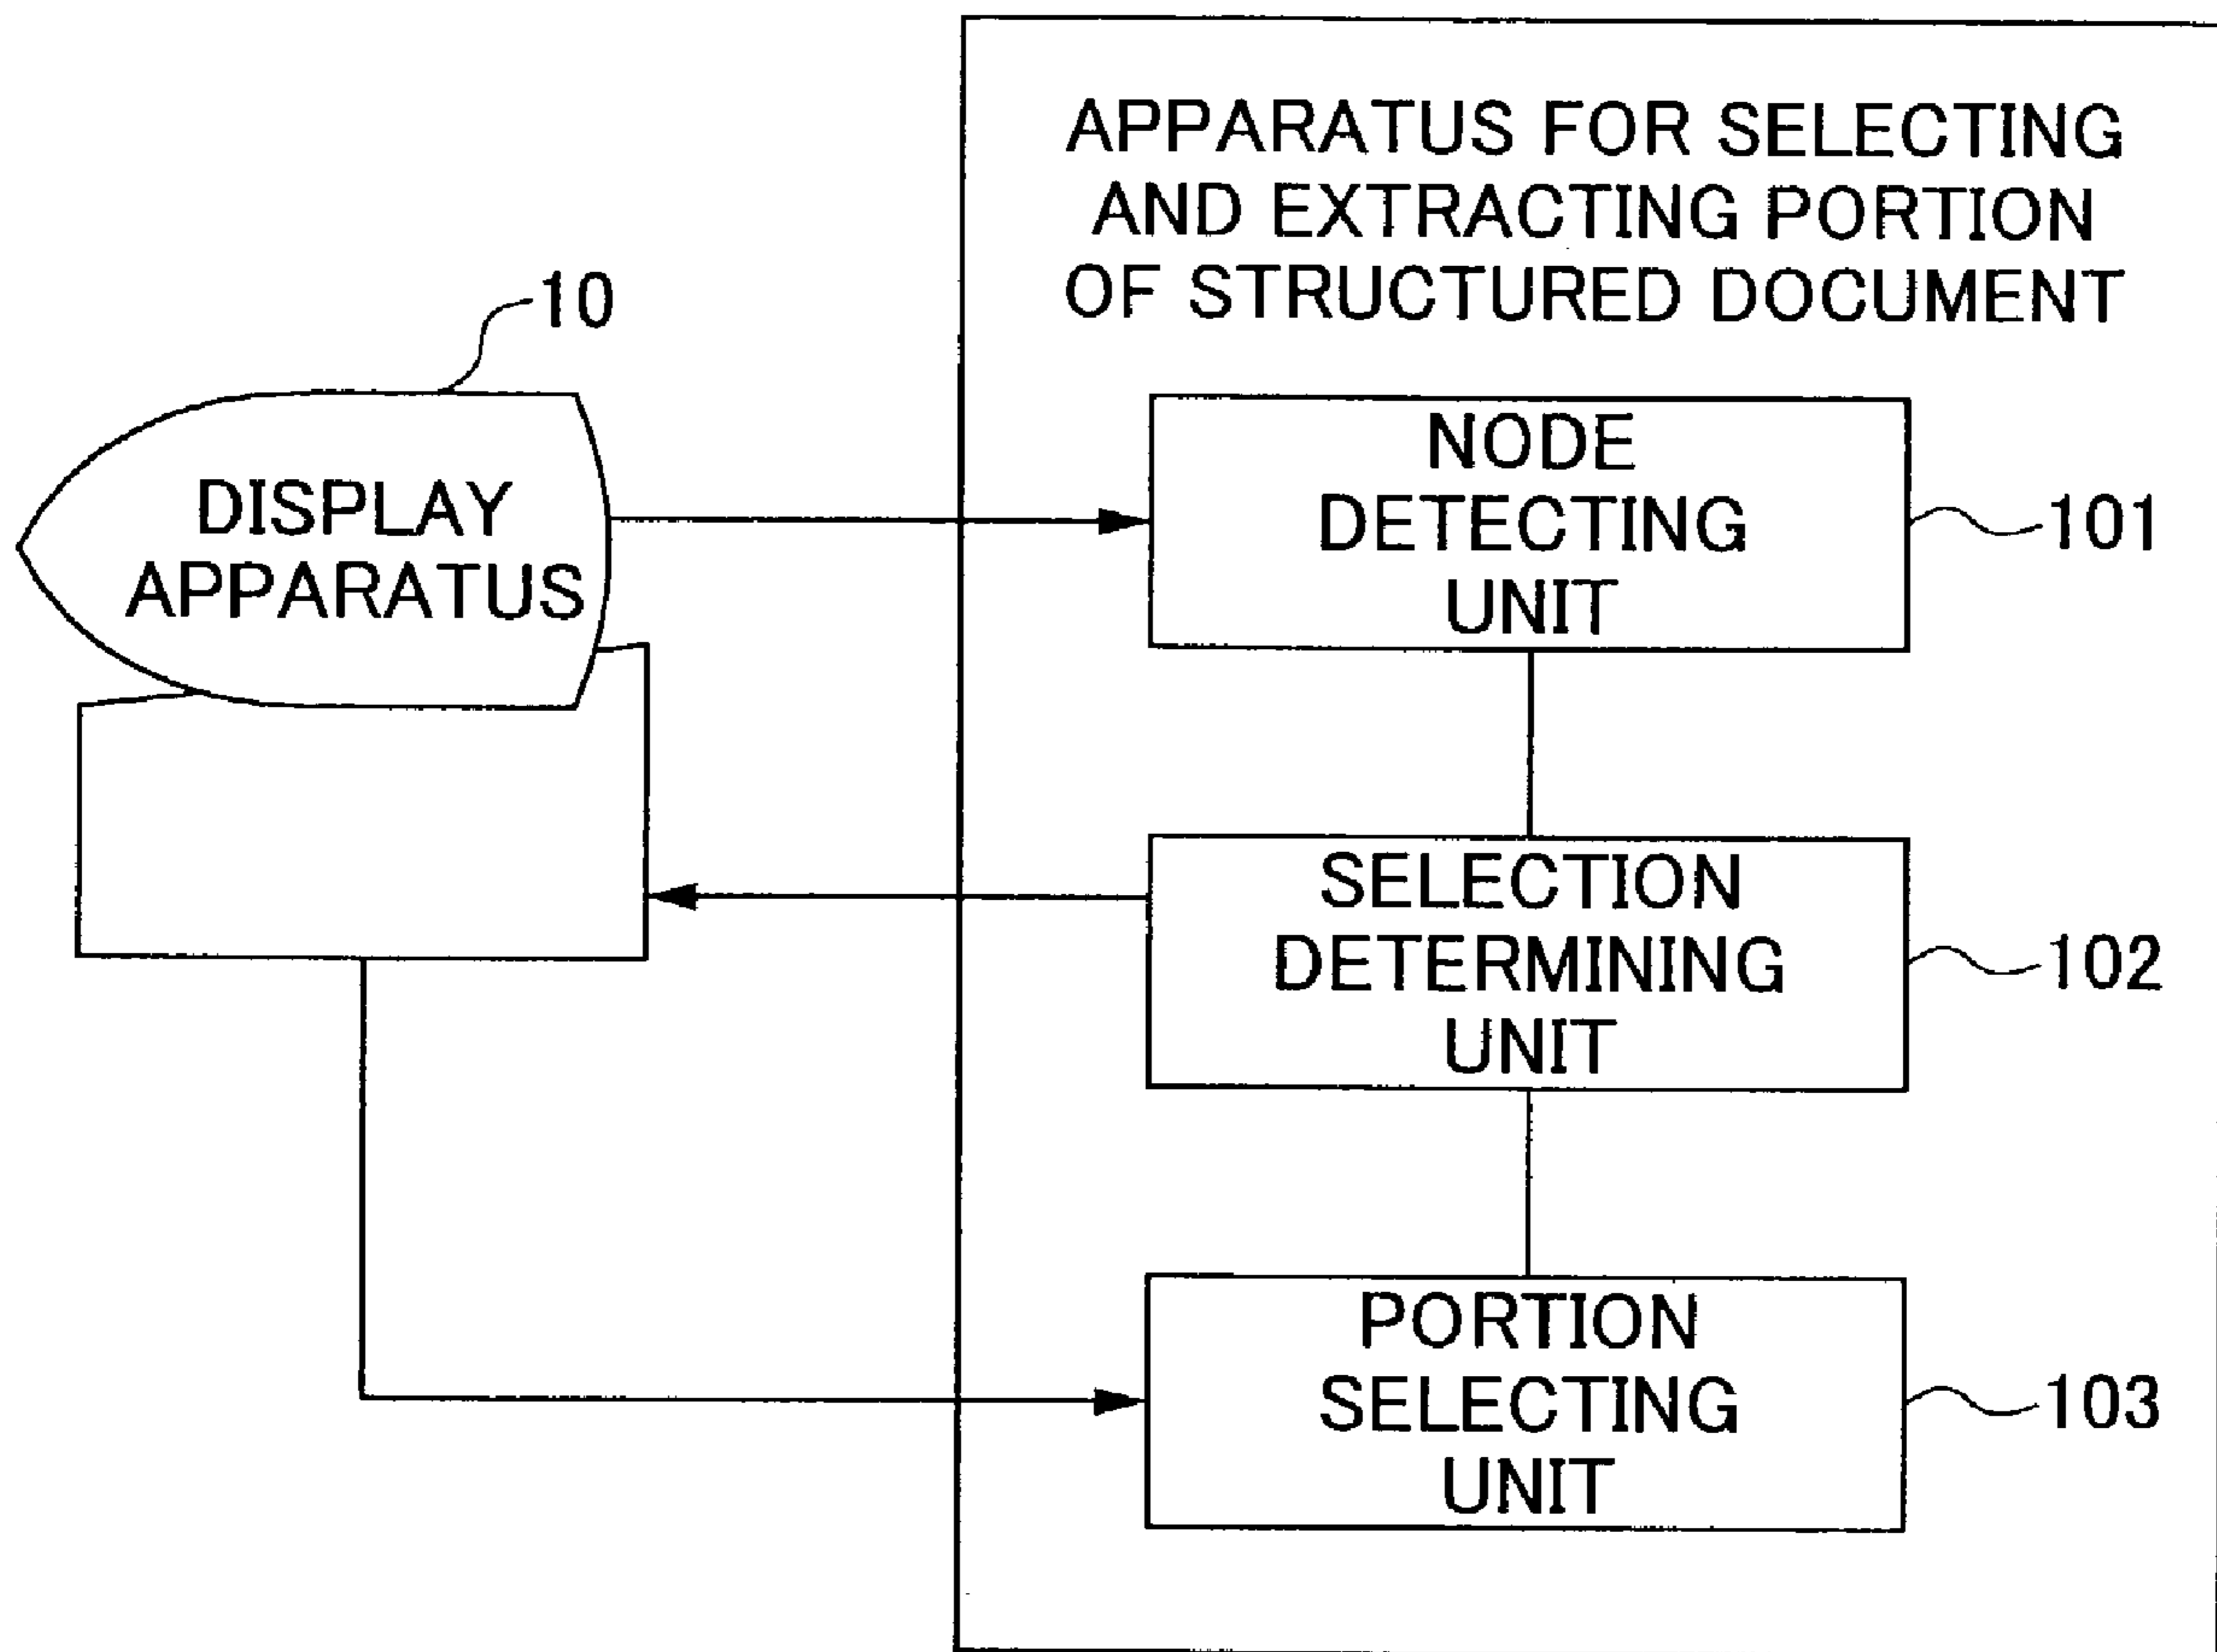 APPARATUS FOR SELECTING
AND EXTRACTING PORTION
OF STRUCTURED DOCUMENT
10
DISPLAY
APPARATUS
NODE
DETECTING
UNIT
101
SELECTION
DETERMINING
UNIT
102
PORTION
SELECTING
UNIT
103